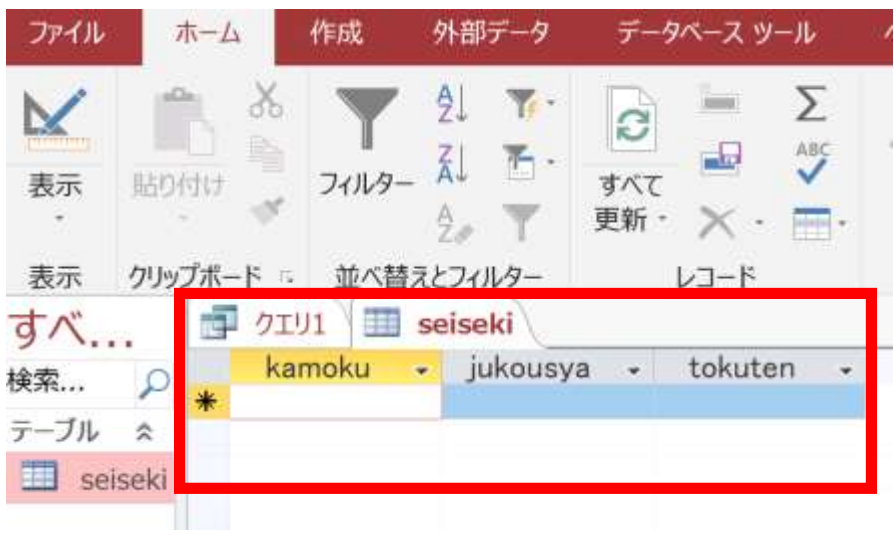 ファイル ホーム 作成 外部データ データベース ツール
ABC
表示 貼り付け フィルター すべて
更新
表示 クリップボード 並べ替えとフィルター レコード
すべ... クエリ1 seiseki
検索... kamoku jukousya tokuten
テーブル
seiseki